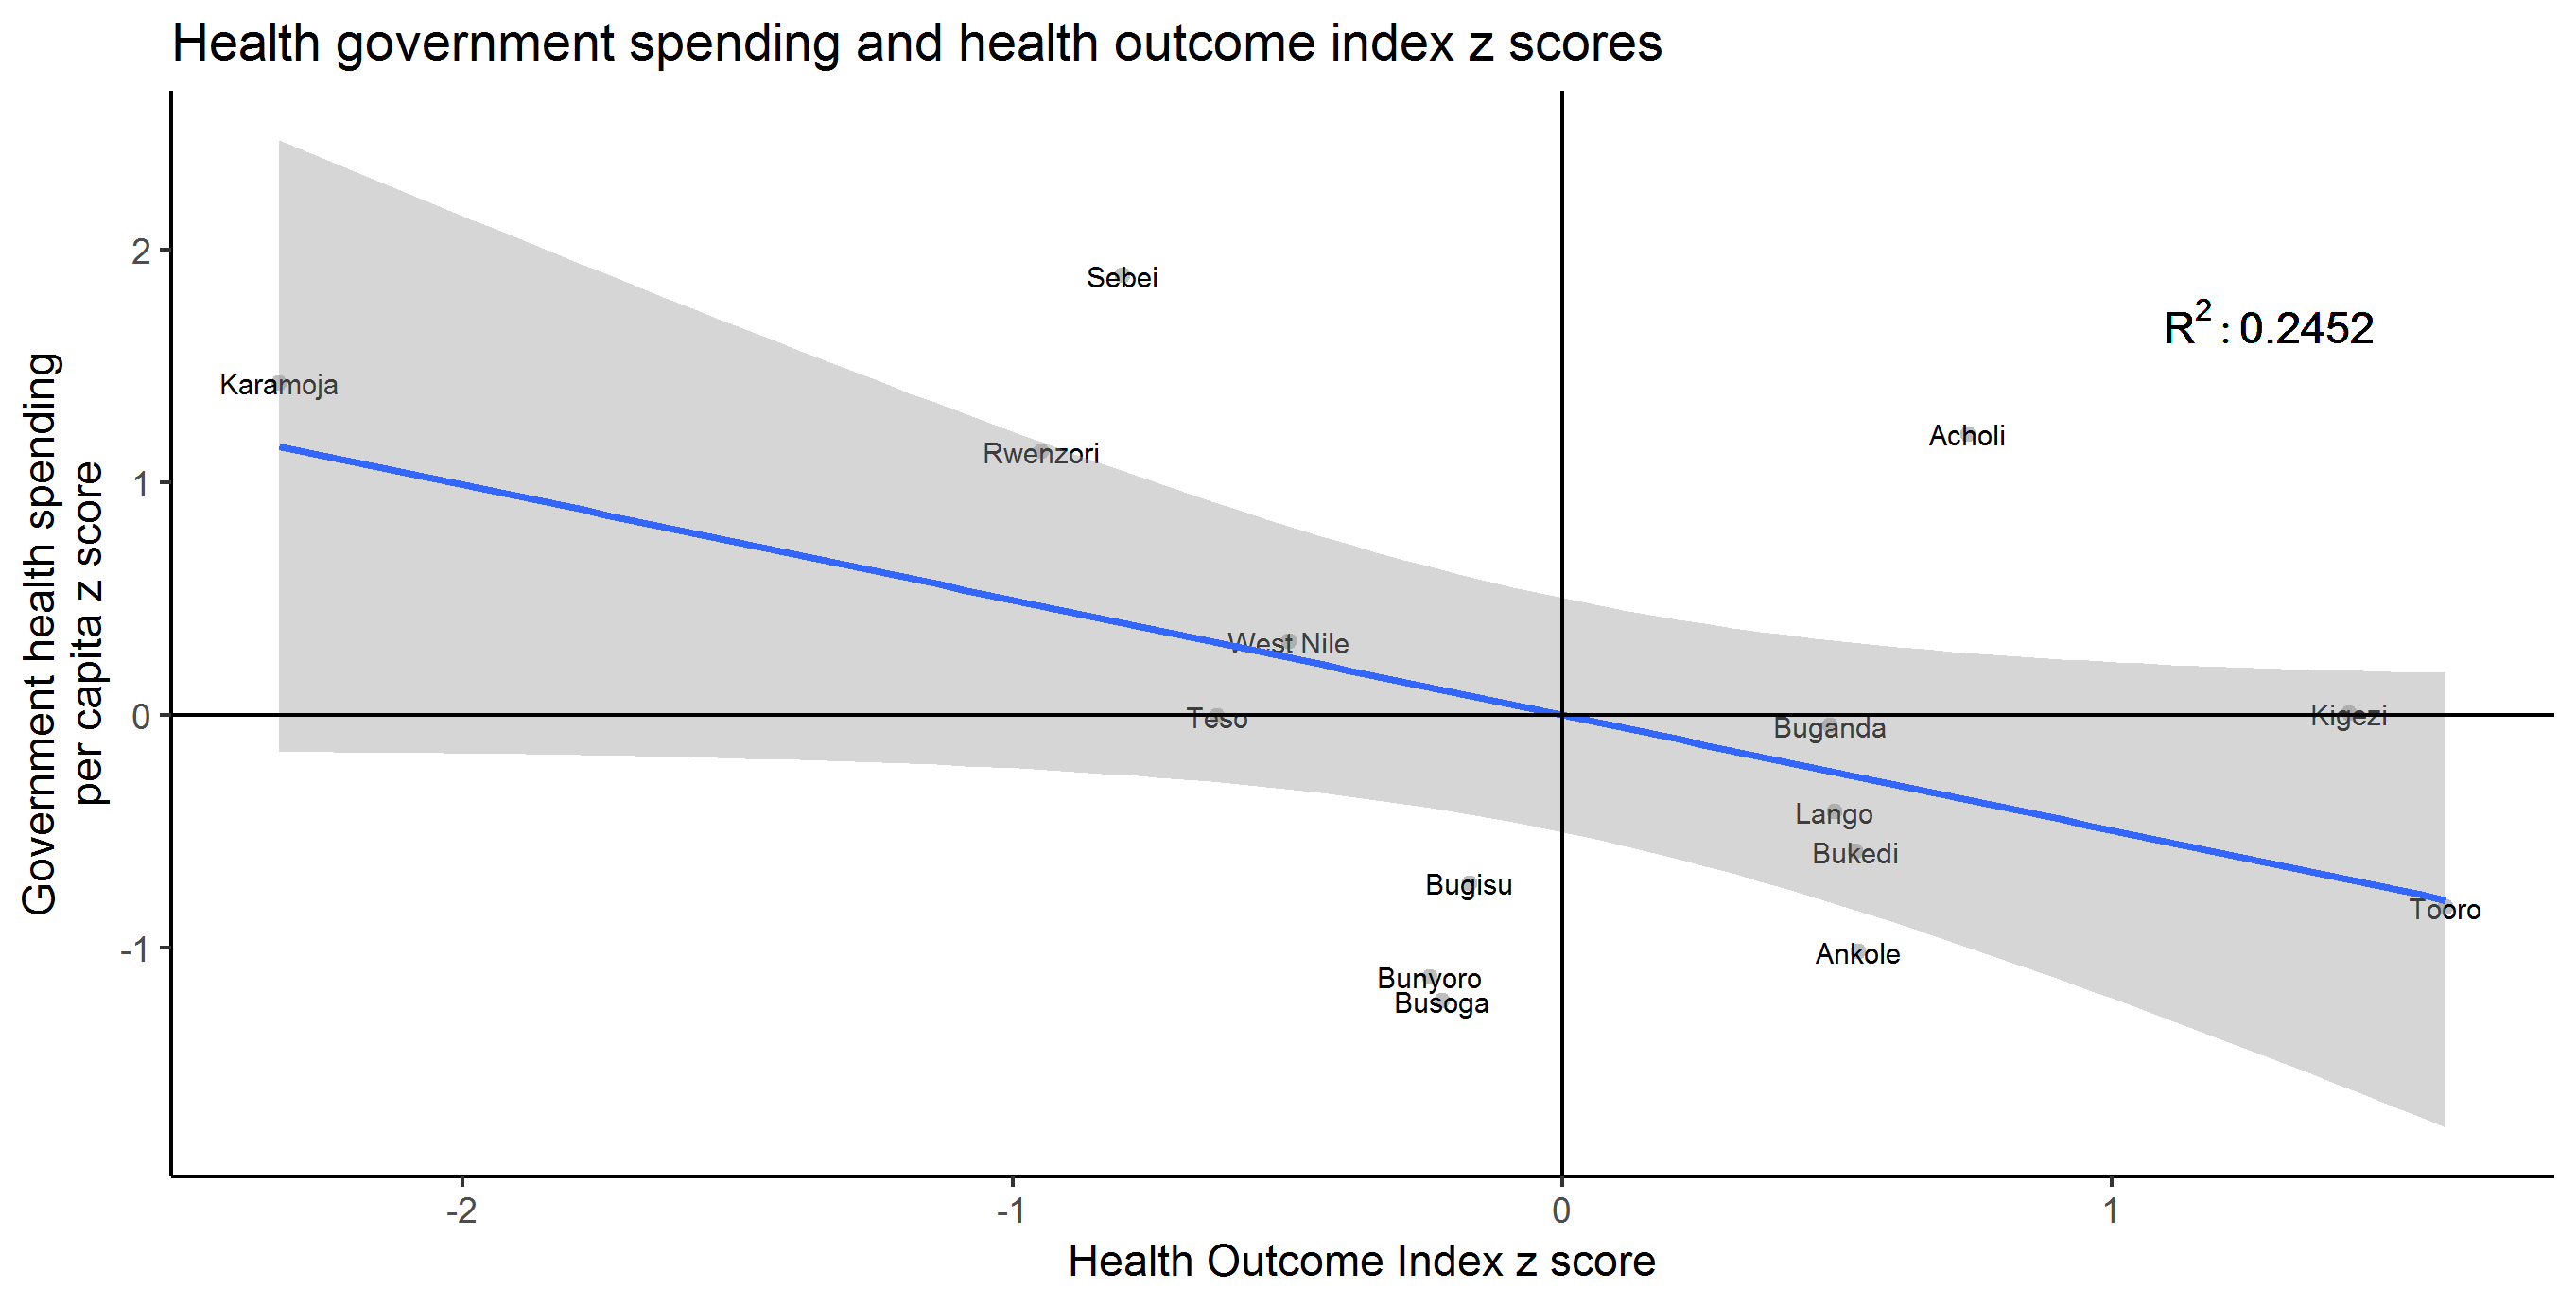 Health government spending and health outcome index z scores
Government health spending
per capita z score
2
1
0
-1
Sebei
R²:0.2452
Karamoja
Acholi
Rwenzori
West Nile
Teso
Kigezi
Buganda
Lango
Bukedi
Bugisu
Tooro
Ankole
Bunyoro
Busoga
-2
-1
0
1
Health Outcome Index z score